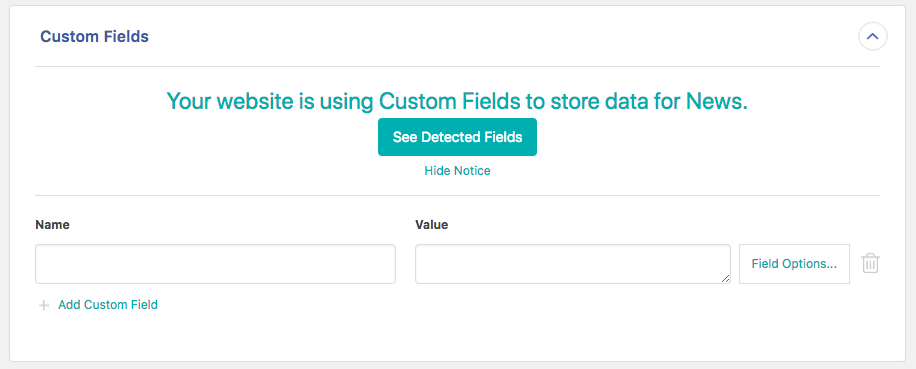 Custom Fields
Your website is using Custom Fields to store data for News.
See Detected Fields
Hide Notice
Name
Value
Field Options...
Add Custom Field